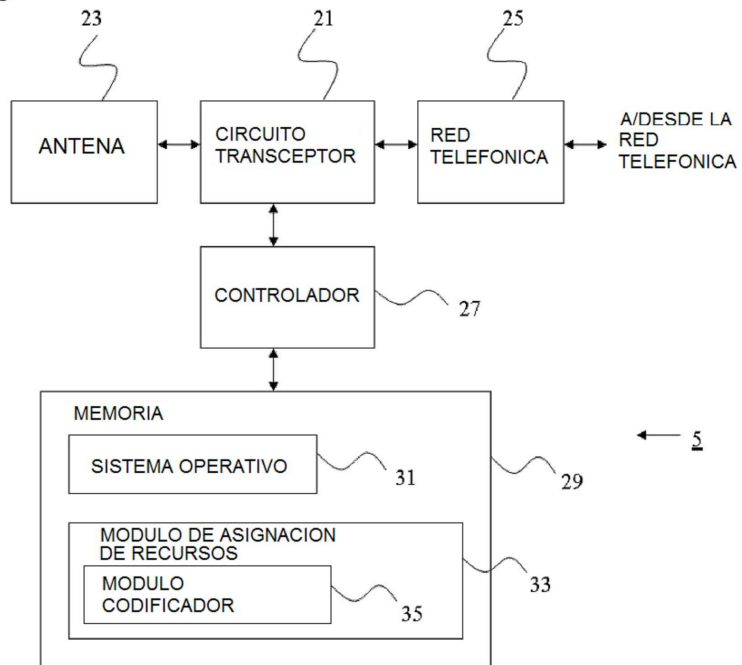 23
21
25
ANTENA
CIRCUITO
TRANSCEPTOR
RED
TELEFONICA
A/DESDE LA
RED
TELEFONICA
CONTROLADOR
27
MEMORIA
5
SISTEMA OPERATIVO
31
29
MODULO DE ASIGNACION
DE RECURSOS
33
MODULO
CODIFICADOR
35